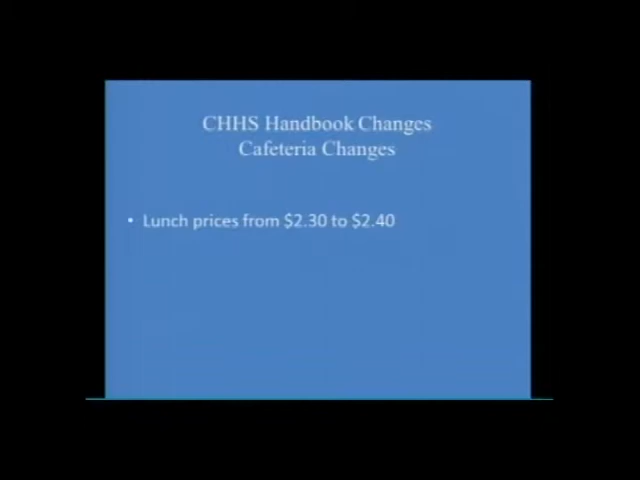 CHHS Handbook Changes
Cafeteria Changes
• Lunch prices from $2.30 to $2.40